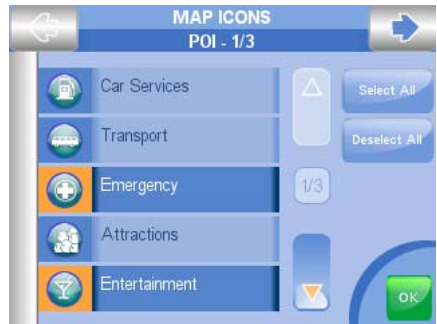 MAP ICONS
POI - 1/3
Car Services
Transport
Emergency
Attractions
Entertainment
1/3
Select All
Deselect All
OK